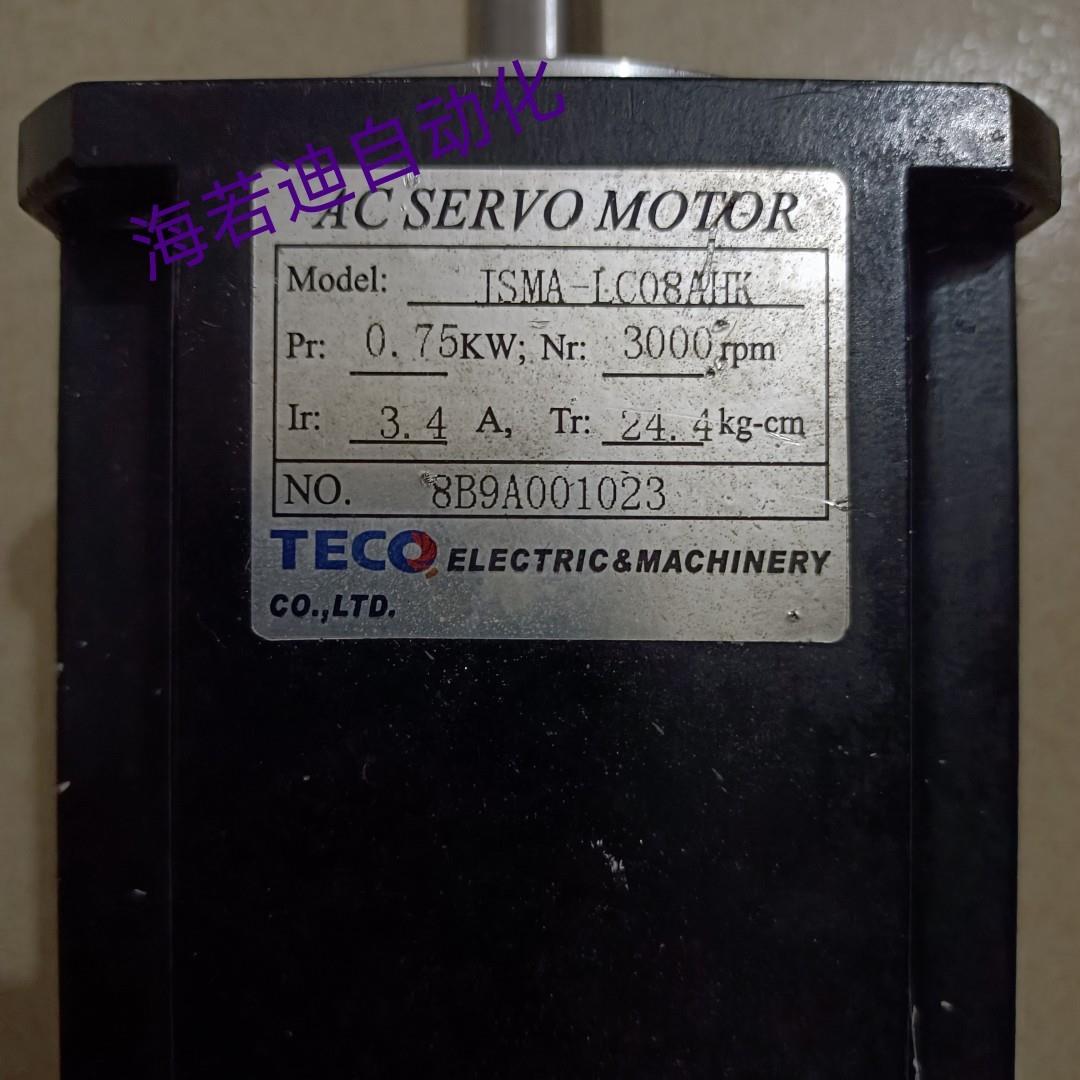 海若迪自动化
AC SERVO MOTOR
Model: JSMA-LC08AHK
Pr: 0.75KW; Nr: 3000rpm
Ir: 3.4 A, Tr: 24.4kg-cm
NO. 8B9A001023
TECO ELECTRIC&MACHINERY
CO.,LTD.